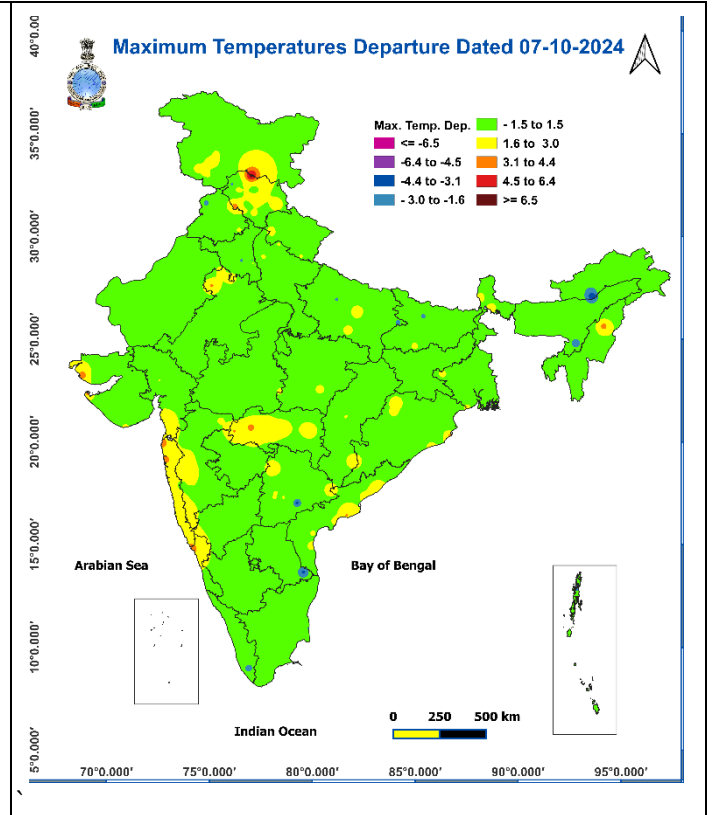 Maximum Temperatures Departure Dated 07-10-2024
Max. Temp. Dep.
<= -6.5
-6.4 to -4.5
-4.4 to -3.1
- 3.0 to -1.6
- 1.5 to 1.5
1.6 to 3.0
3.1 to 4.4
4.5 to 6.4
>= 6.5
40°0.00
35°0.000'
30°0.000'
25°0.000'
20°0.000'
15°0.000'
10°0.000'
5°0.000'
Arabian Sea
Bay of Bengal
Indian Ocean
0 250 500 km
70°0.000' 75°0.000' 80°0.000' 85°0.000' 90°0.000' 95°0.000'
`